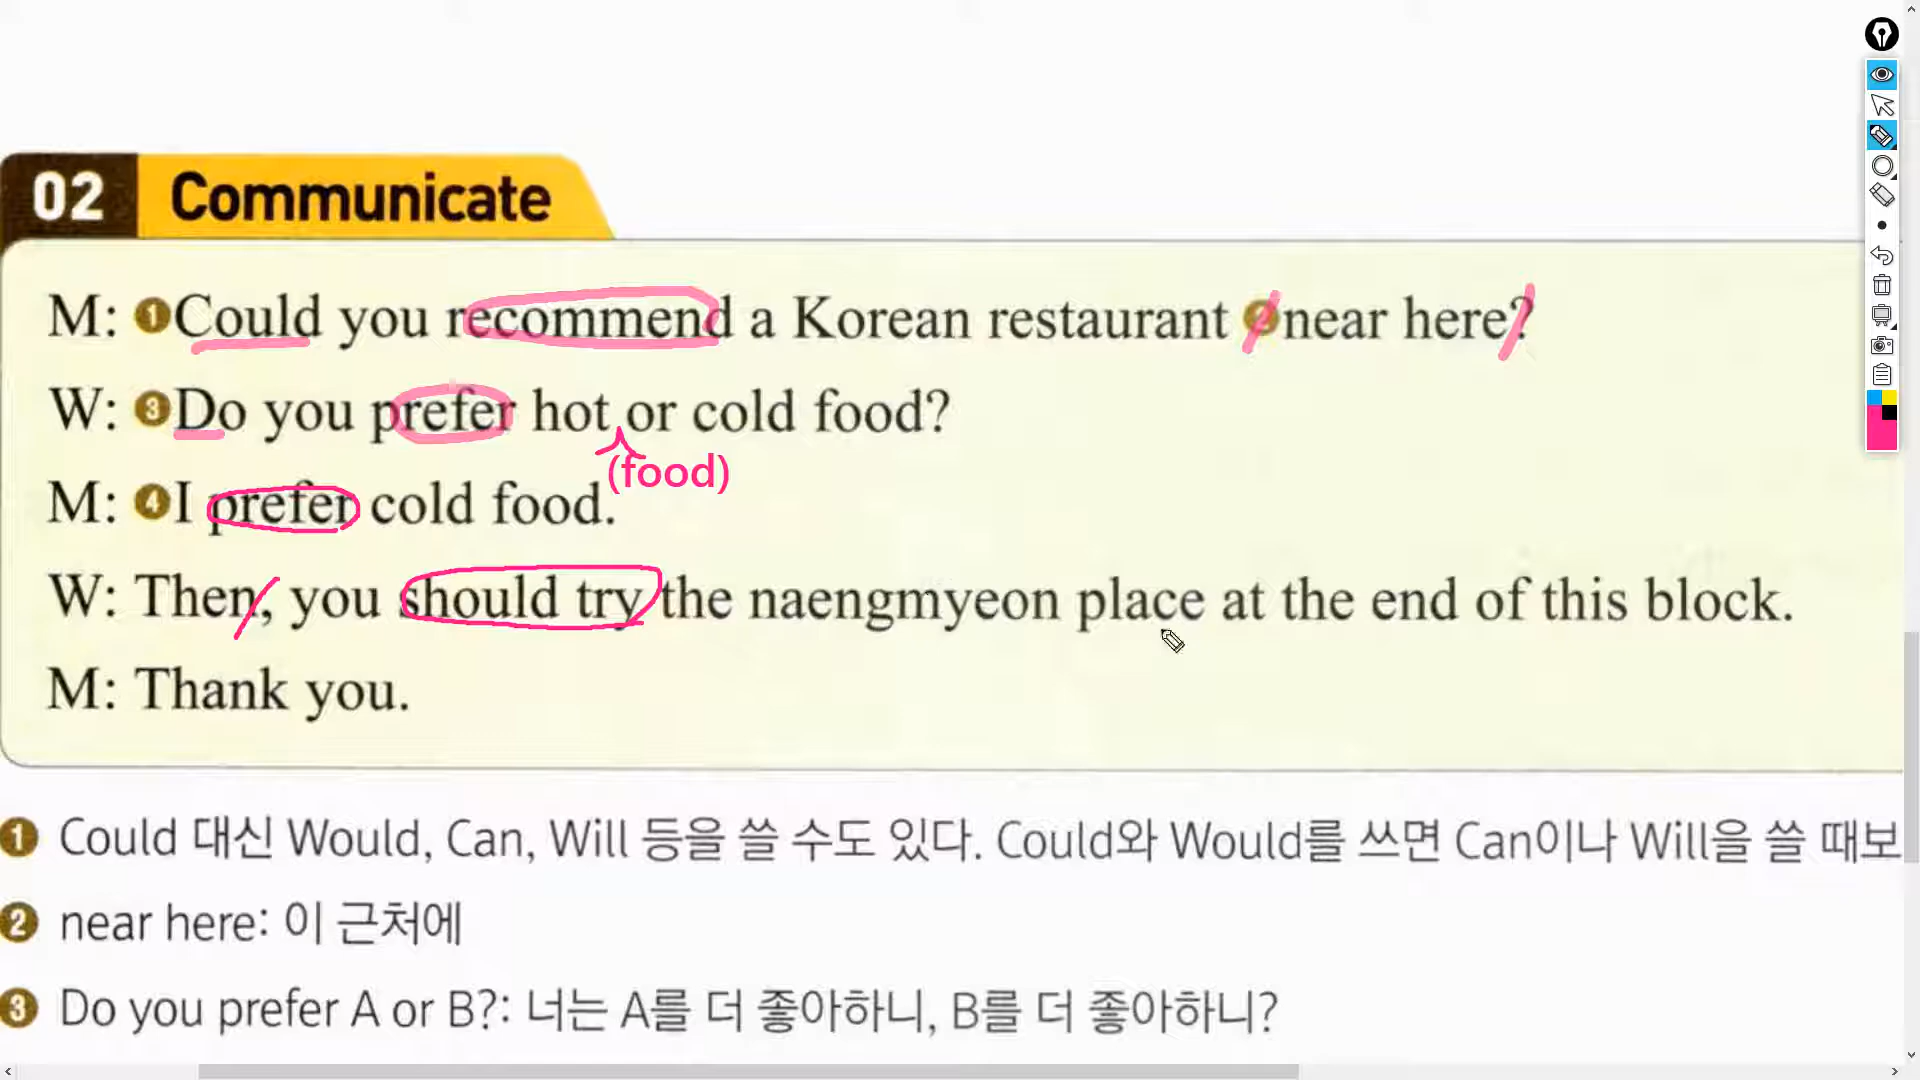 02 Communicate
M: ❶Could you recommend a Korean restaurant ❷near here?
W: ❸Do you prefer hot or cold food?
(food)
M: ❹I prefer cold food.
W: Then, you should try the naengmyeon place at the end of this block.
M: Thank you.
❶ Could 대신 Would, Can, Will 등을 쓸 수도 있다. Could와 Would를 쓰면 Can이나 Will을 쓸 때보
❷ near here: 이 근처에
❸ Do you prefer A or B?: 너는 A를 더 좋아하니, B를 더 좋아하니?